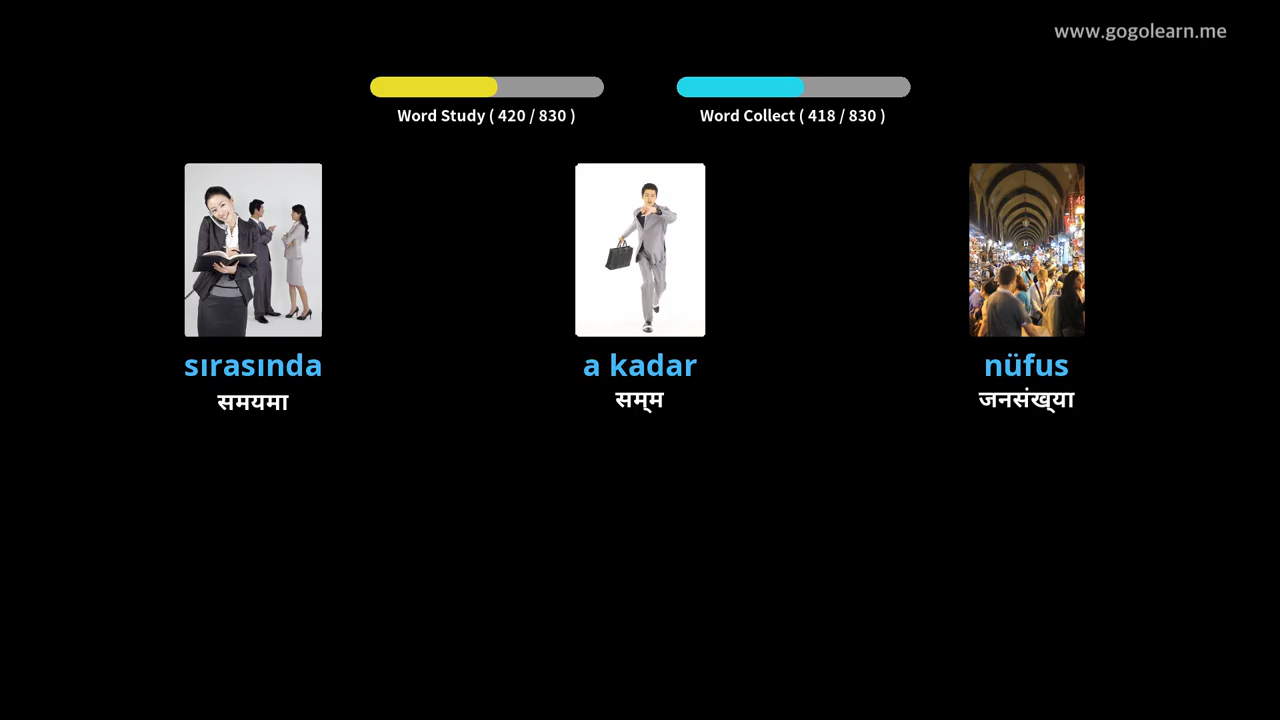 www.gogolearn.me
Word Study ( 420 / 830 )
Word Collect ( 418 / 830 )
sırasında
समयमा
a kadar
सम्म
nüfus
जनसंख्या